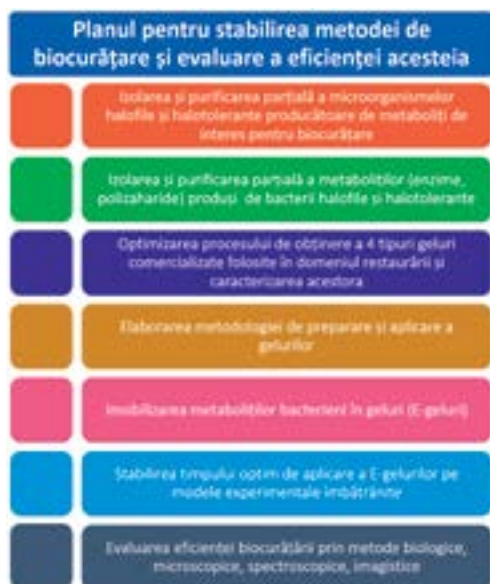 Planul pentru stabilirea metodei de
biocurățare și evaluare a eficienței acesteia
Izolarea și purificarea parțială a microorganismelor
halofile și halotolerante producătoare de metaboliți de
interes pentru biocurățare
Izolarea și purificarea parțială a metaboliților (enzime,
polizaharide) produși de bacterii halofile și halotolerante
Optimizarea procesului de obținere a 4 tipuri geluri
comercializate folosite în domeniul restaurării și
caracterizarea acestora
Elaborarea metodologiei de preparare și aplicare a
gelurilor
Imobilizarea metaboliților bacterieni în geluri (E-geluri)
Stabilirea timpului optim de aplicare a E-gelurilor pe
modele experimentale îmbătrânite
Evaluarea eficienței biocurățării prin metode biologice,
microscopice, spectroscopice, imagistice